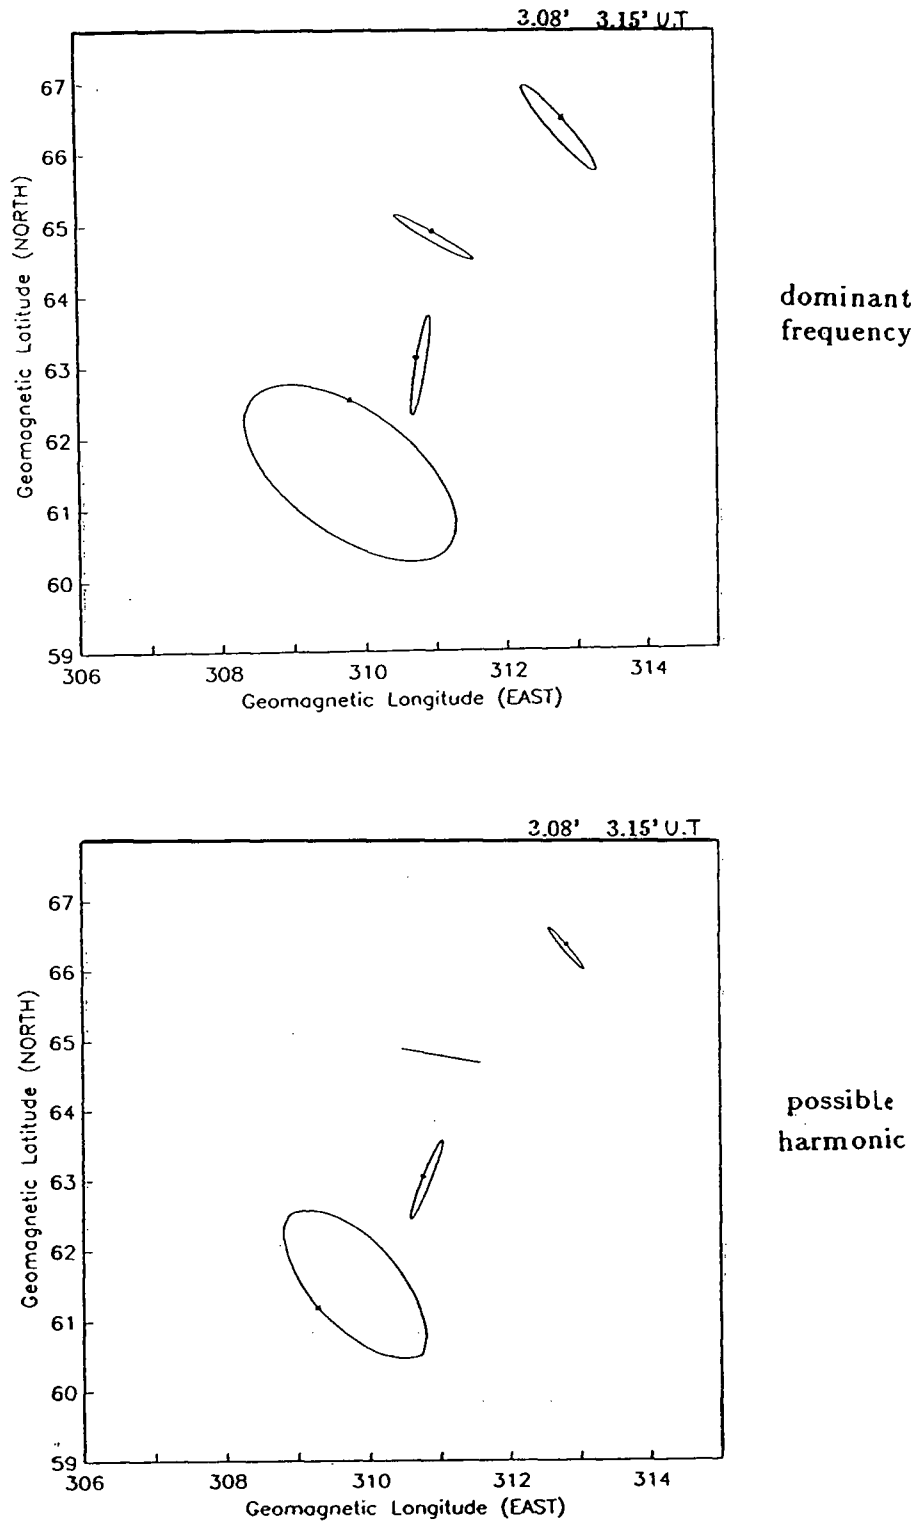 3.08' 3.15' U.T
67
66
65
64
63
62
61
60
59
Geomagnetic Latitude (NORTH)
306 308 310 312 314
Geomagnetic Longitude (EAST)
dominant
frequency
3.08' 3.15' U.T
67
66
65
64
63
62
61
60
59
Geomagnetic Latitude (NORTH)
306 308 310 312 314
Geomagnetic Longitude (EAST)
possible
harmonic